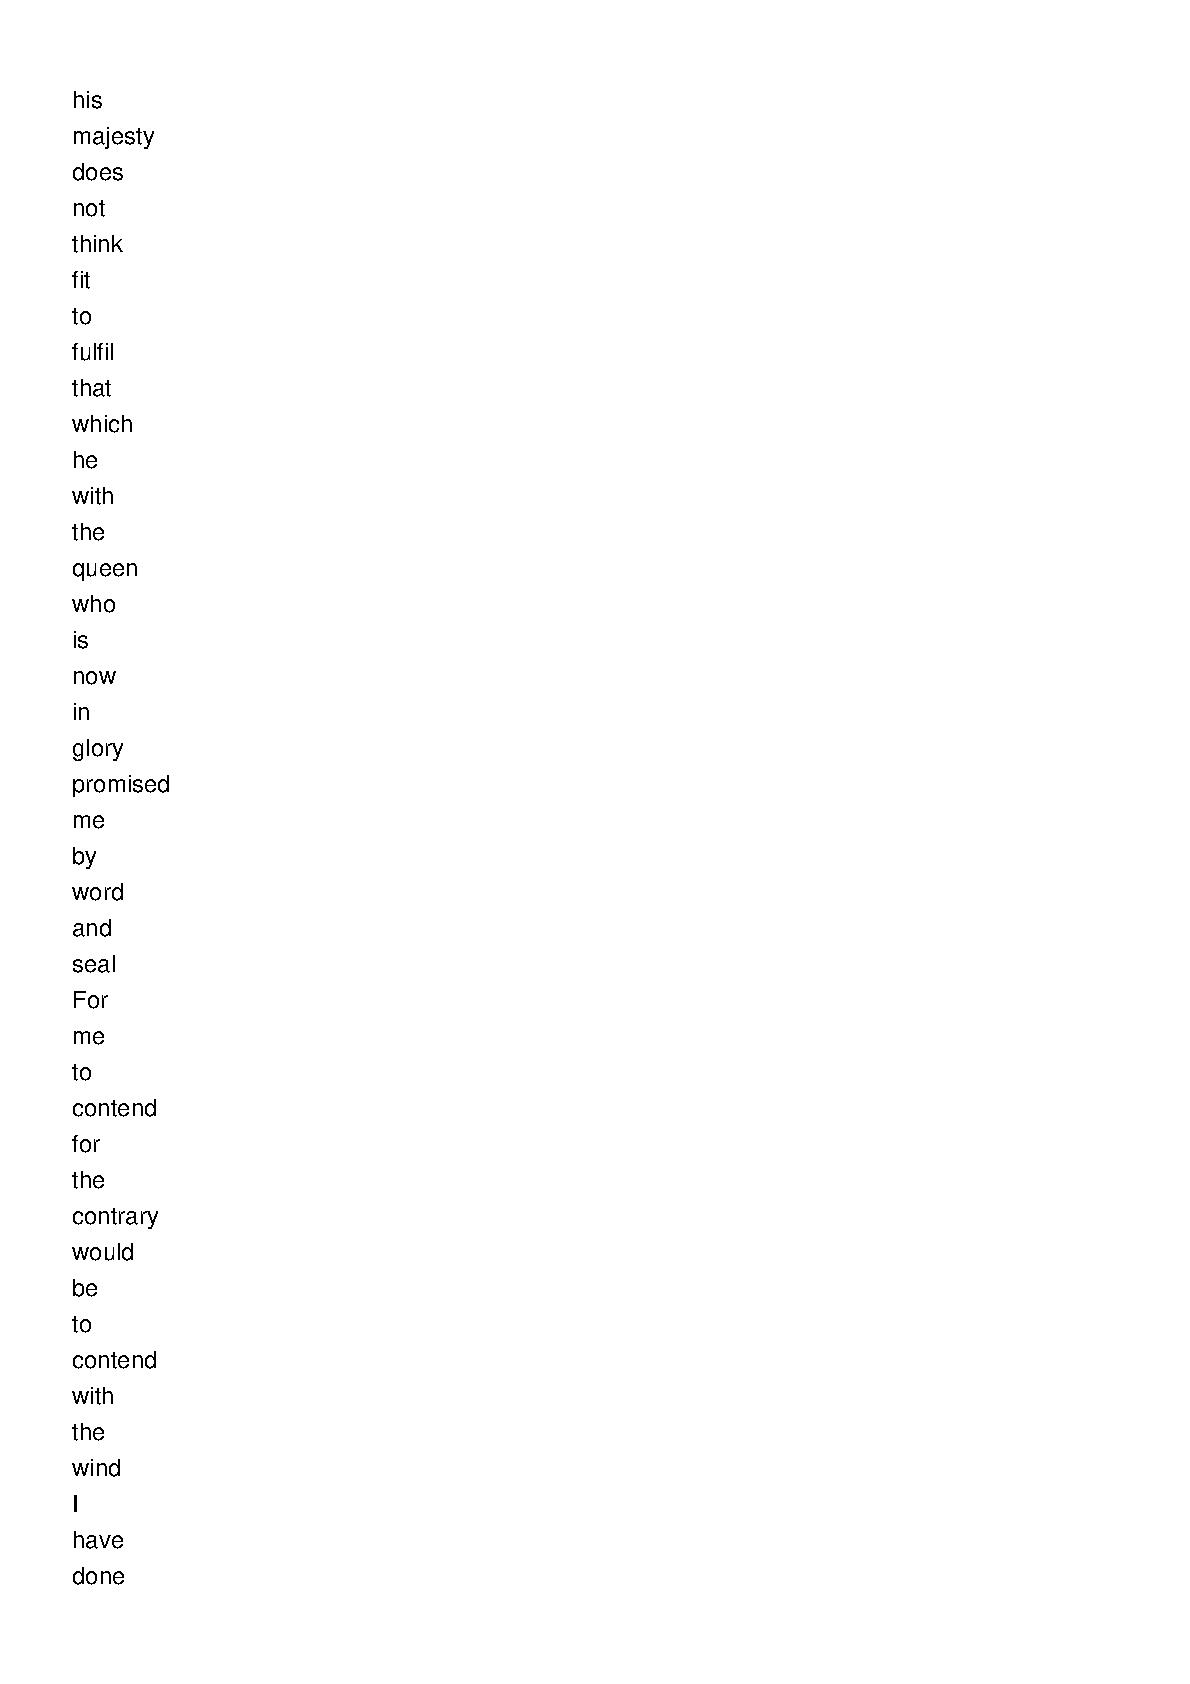 his
majesty
does
not
think
fit
to
fulfil
that
which
he
with
the
queen
who
is
now
in
glory
promised
me
by
word
and
seal
For
me
to
contend
for
the
contrary
would
be
to
contend
with
the
wind
I
have
done